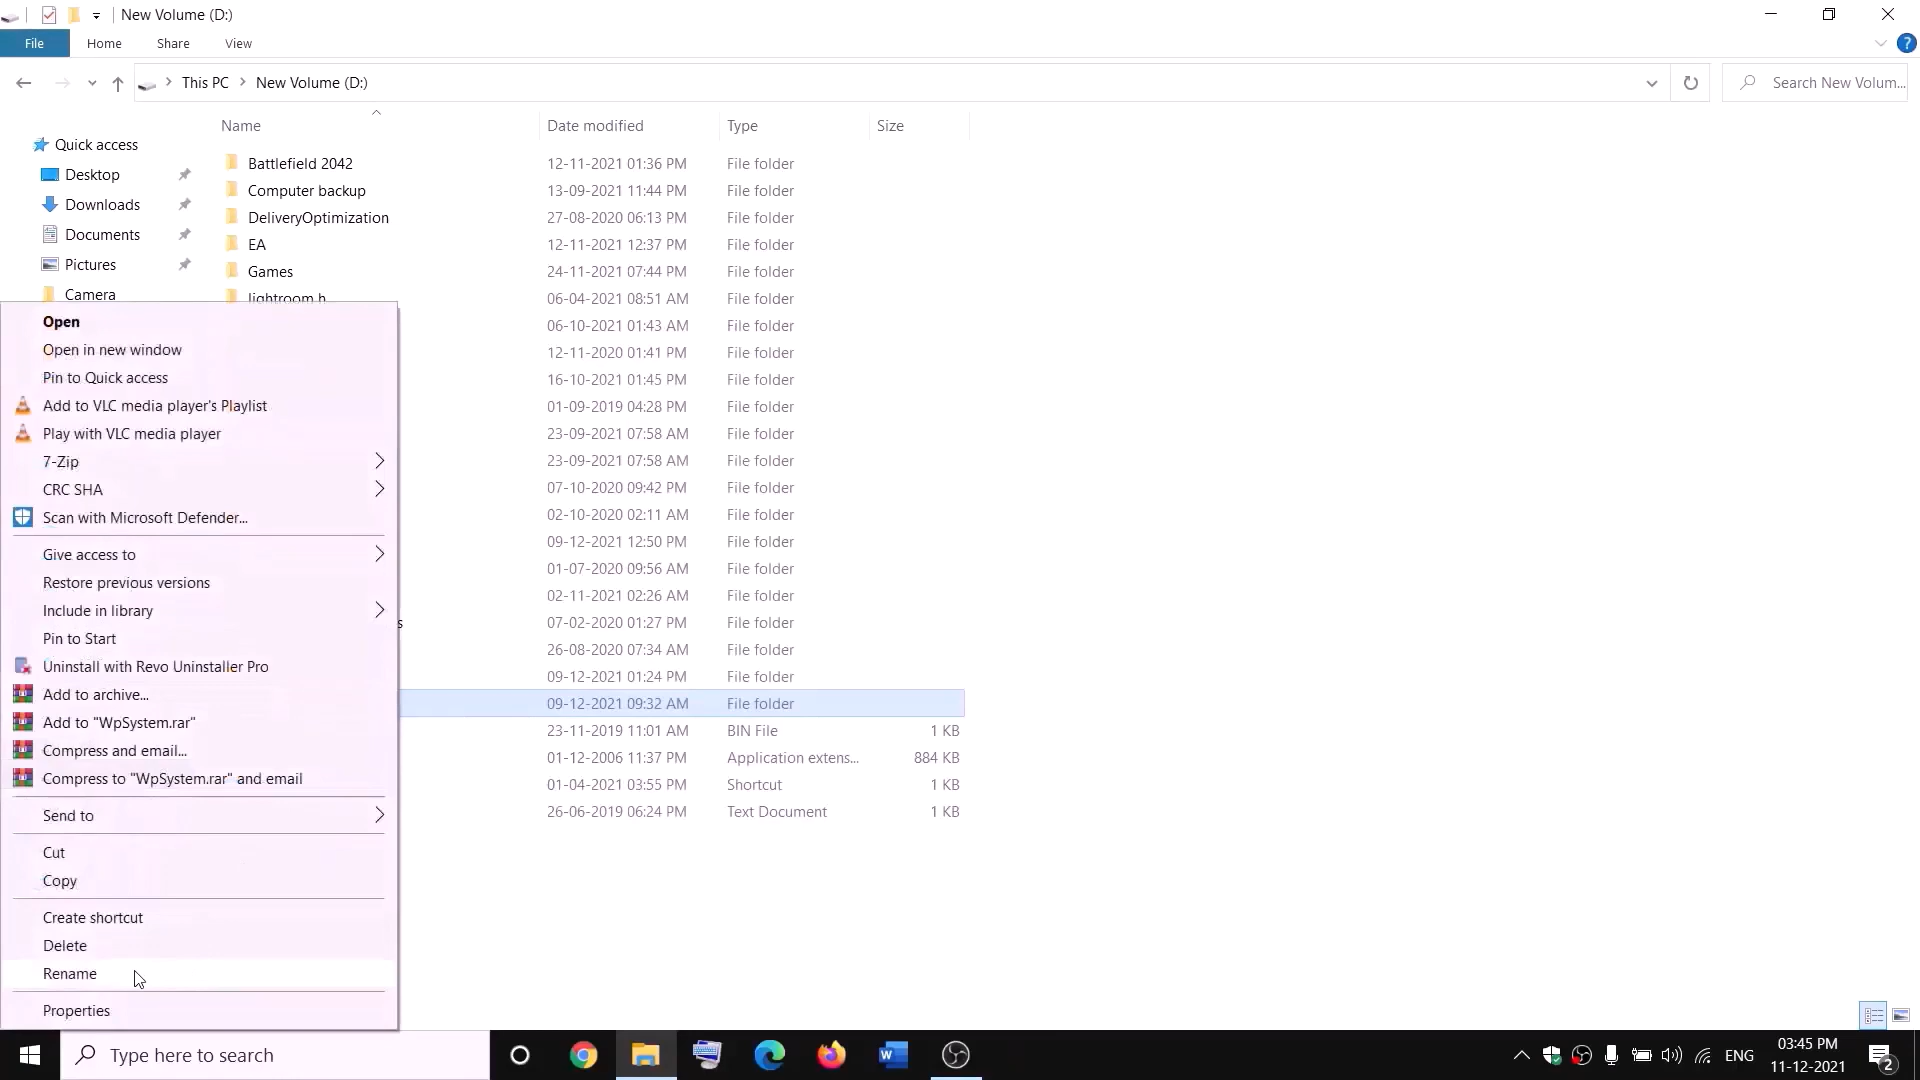 New Volume (D:)
File Home Share View
This PC > New Volume (D:)
Search New Volum...
Name Date modified Type Size
Quick access
Desktop
Downloads
Documents
Pictures
Camera
Battlefield 2042 12-11-2021 01:36 PM File folder
Computer backup 13-09-2021 11:44 PM File folder
DeliveryOptimization 27-08-2020 06:13 PM File folder
EA 12-11-2021 12:37 PM File folder
Games 24-11-2021 07:44 PM File folder
lightroom h 06-04-2021 08:51 AM File folder
06-10-2021 01:43 AM File folder
12-11-2020 01:41 PM File folder
16-10-2021 01:45 PM File folder
01-09-2019 04:28 PM File folder
23-09-2021 07:58 AM File folder
23-09-2021 07:58 AM File folder
07-10-2020 09:42 PM File folder
02-10-2020 02:11 AM File folder
09-12-2021 12:50 PM File folder
01-07-2020 09:56 AM File folder
02-11-2021 02:26 AM File folder
s 07-02-2020 01:27 PM File folder
26-08-2020 07:34 AM File folder
09-12-2021 01:24 PM File folder
09-12-2021 09:32 AM File folder
23-11-2019 11:01 AM BIN File 1 KB
01-12-2006 11:37 PM Application extens... 884 KB
01-04-2021 03:55 PM Shortcut 1 KB
26-06-2019 06:24 PM Text Document 1 KB
Open
Open in new window
Pin to Quick access
Add to VLC media player's Playlist
Play with VLC media player
7-Zip
CRC SHA
Scan with Microsoft Defender...
Give access to
Restore previous versions
Include in library
Pin to Start
Uninstall with Revo Uninstaller Pro
Add to archive...
Add to "WpSystem.rar"
Compress and email...
Compress to "WpSystem.rar" and email
Send to
Cut
Copy
Create shortcut
Delete
Rename
Properties
Type here to search
ENG
03:45 PM
11-12-2021
2